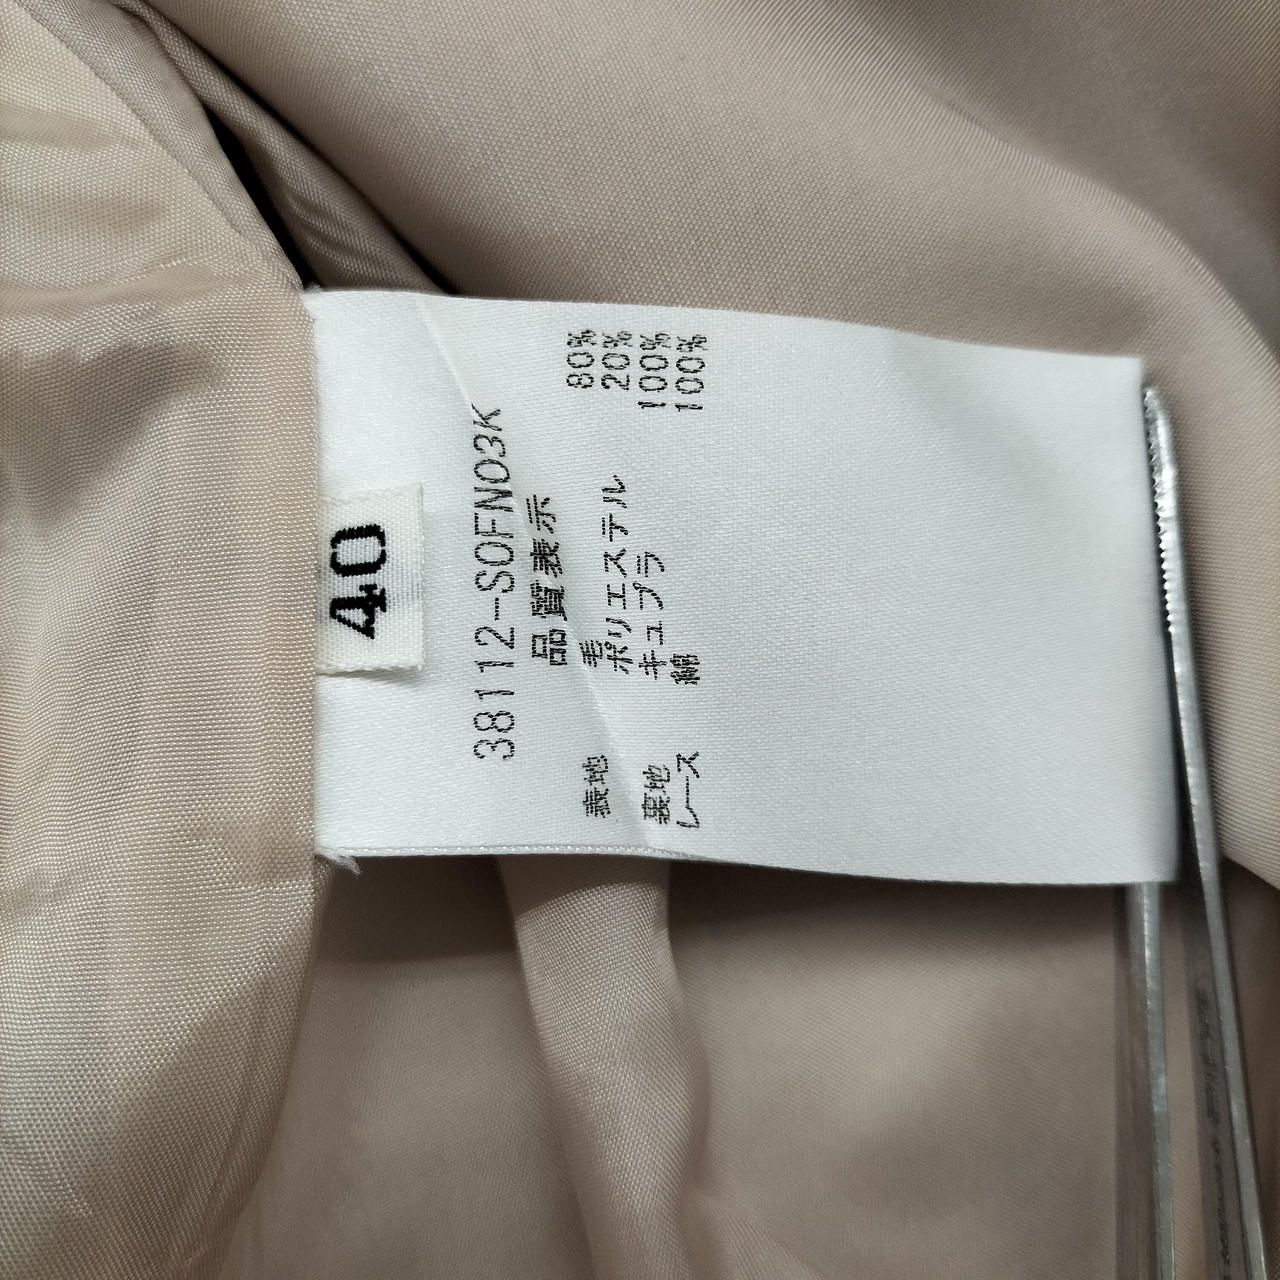 40
38112-SOFN03K
品質表示
表地 毛 80%
ポリエステル 20%
裏地 キュプラ 100%
レース 綿 100%